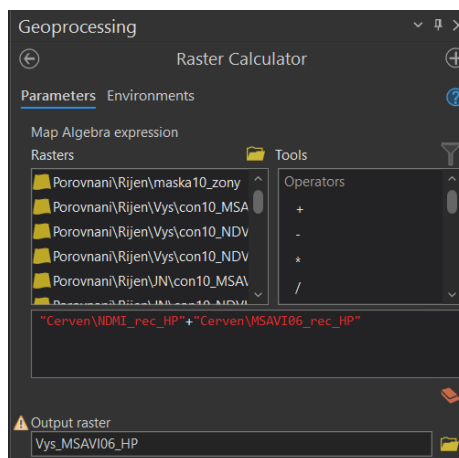 Geoprocessing
Raster Calculator
Parameters Environments
Map Algebra expression
Rasters Tools
Porovnani\Rijen\maska10_zony
Operators
Porovnani\Rijen\Vys\con10_MSA
+
Porovnani\Rijen\Vys\con10_NDV
-
Porovnani\Rijen\Vys\con10_NDV
*
Porovnani\Rijen\JN\con10_MSAV
/
"Cerven\NDMI_rec_HP"+"Cerven\MSAVI06_rec_HP"
Output raster
Vys_MSAVI06_HP